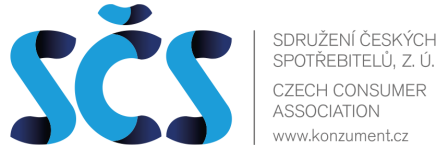 SČS
SDRUŽENÍ ČESKÝCH
SPOTŘEBITELŮ, Z. Ú.
CZECH CONSUMER
ASSOCIATION
www.konzument.cz